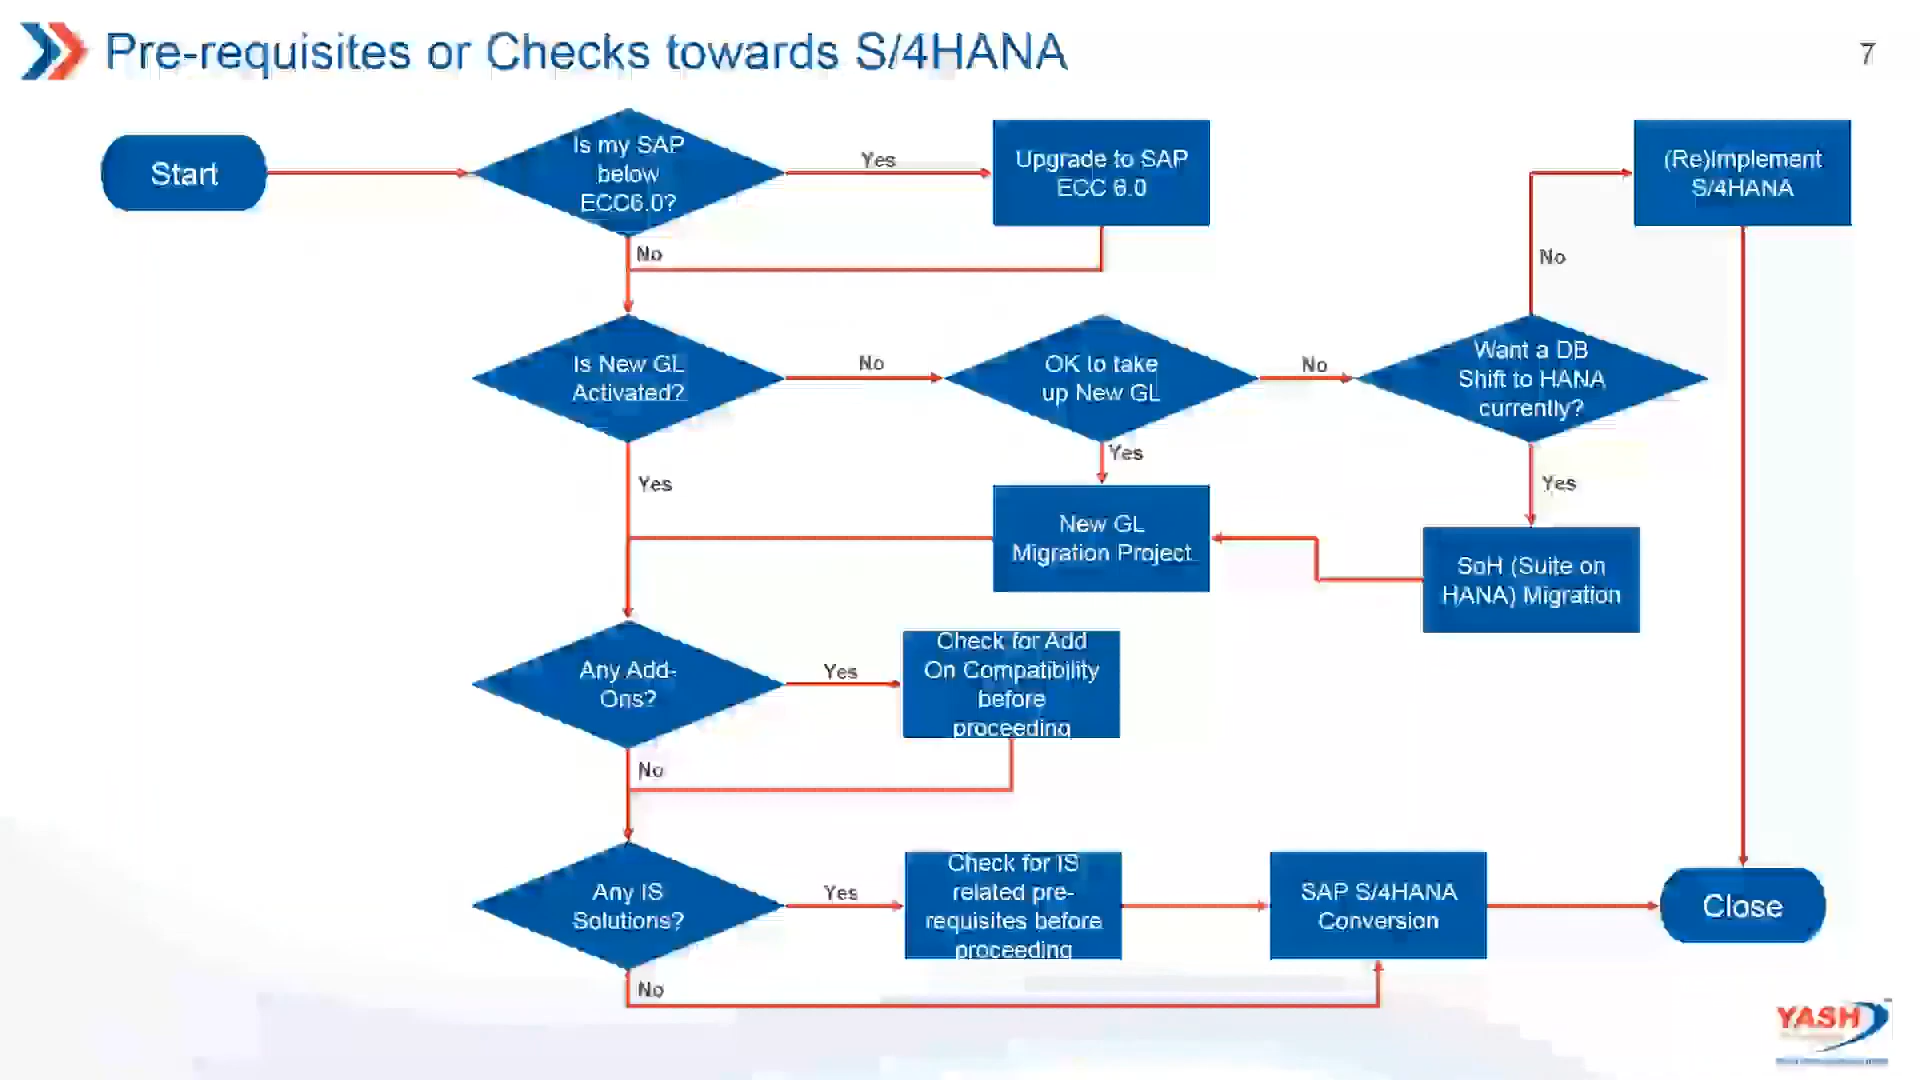 Pre-requisites or Checks towards S/4HANA
7
Start
Is my SAP
below
ECC6.0?
Yes
Upgrade to SAP
ECC 6.0
(Re)Implement
S/4HANA
No
No
Is New GL
Activated?
No
OK to take
up New GL
No
Want a DB
Shift to HANA
currently?
Yes
Yes
Yes
New GL
Migration Project
SoH (Suite on
HANA) Migration
Any Add-
Ons?
Yes
Check for Add
On Compatibility
before
proceeding
No
Any IS
Solutions?
Yes
Check for IS
related pre-
requisites before
proceeding
SAP S/4HANA
Conversion
Close
No
YASH